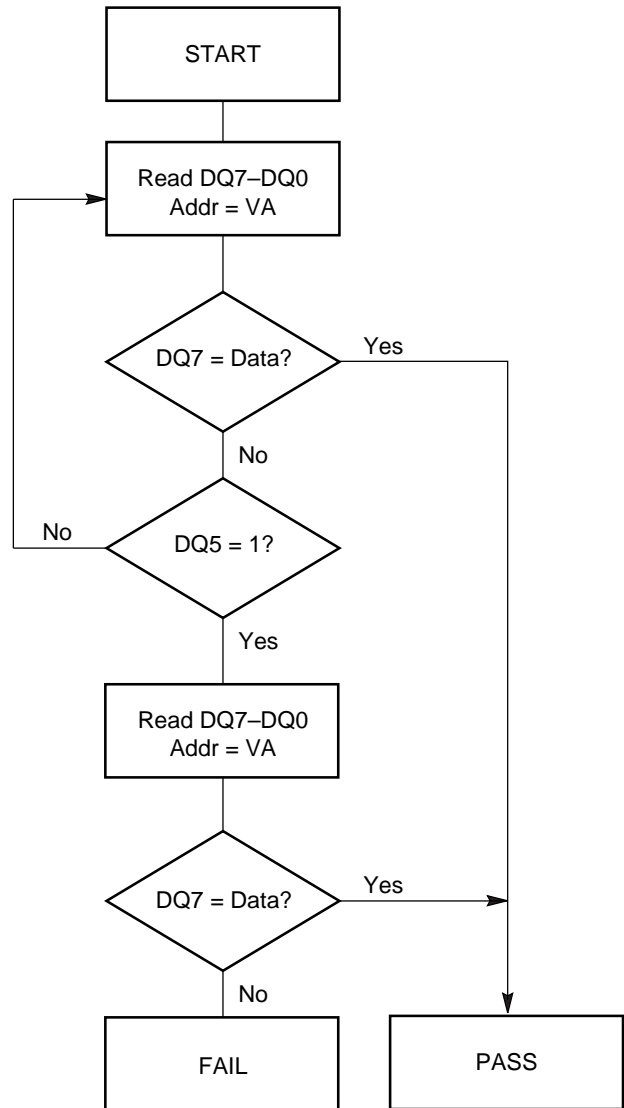 START
Read DQ7–DQ0
Addr = VA
DQ7 = Data?
Yes
No
No
DQ5 = 1?
Yes
Read DQ7–DQ0
Addr = VA
DQ7 = Data?
Yes
No
FAIL
PASS